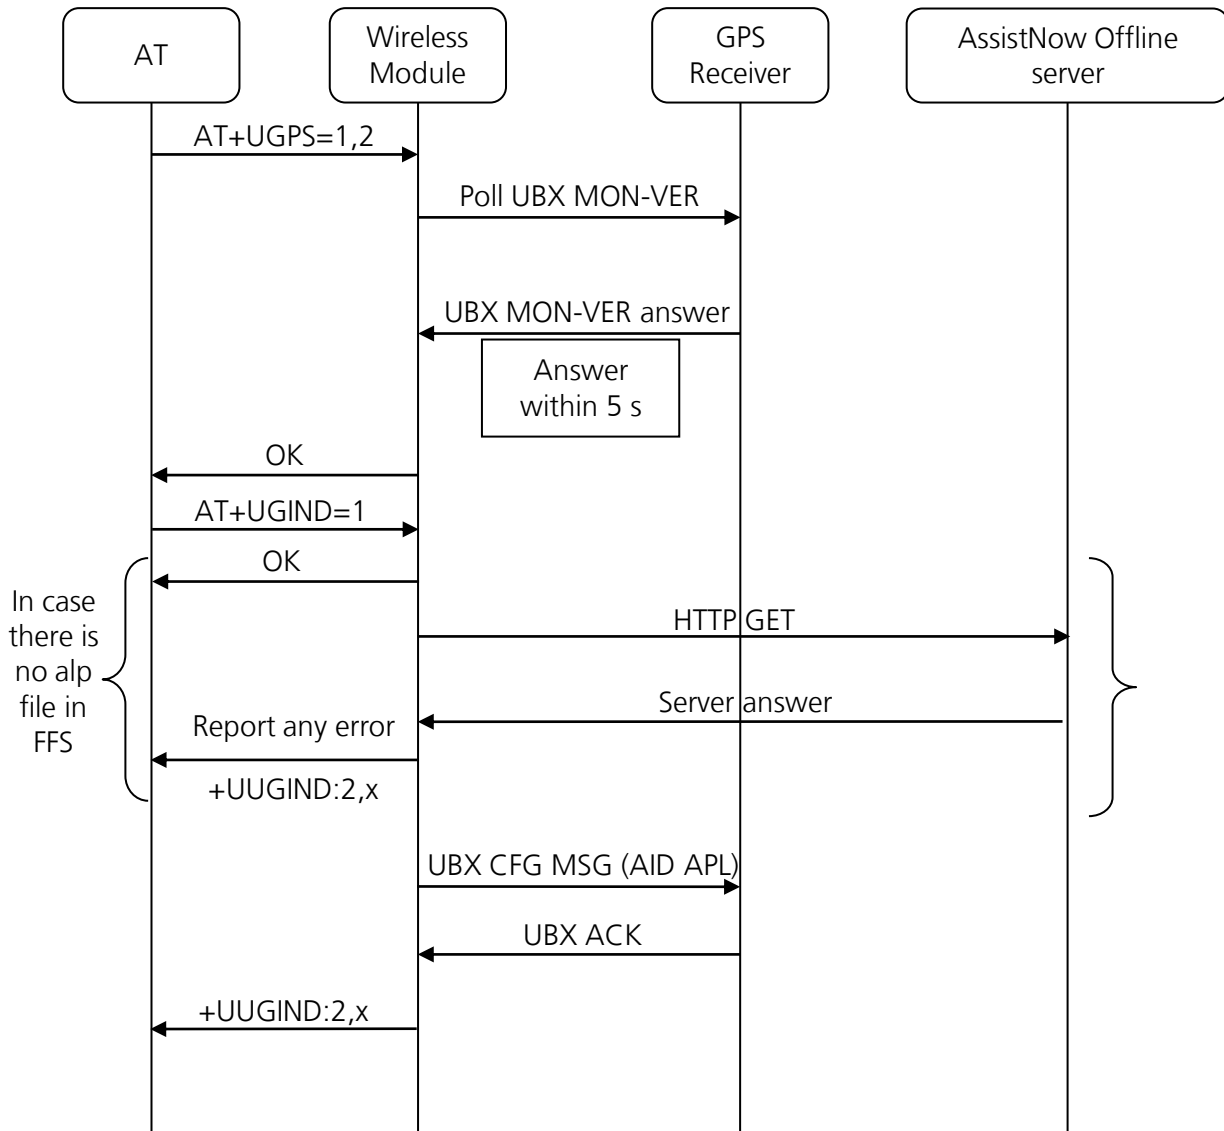 AT
Wireless
Module
GPS
Receiver
AssistNow Offline
server
AT+UGPS=1,2
Poll UBX MON-VER
UBX MON-VER answer
Answer
within 5 s
OK
AT+UGIND=1
OK
In case
there is
no alp
file in
FFS
HTTP GET
Server answer
Report any error
+UUGIND:2,x
UBX CFG MSG (AID APL)
UBX ACK
+UUGIND:2,x